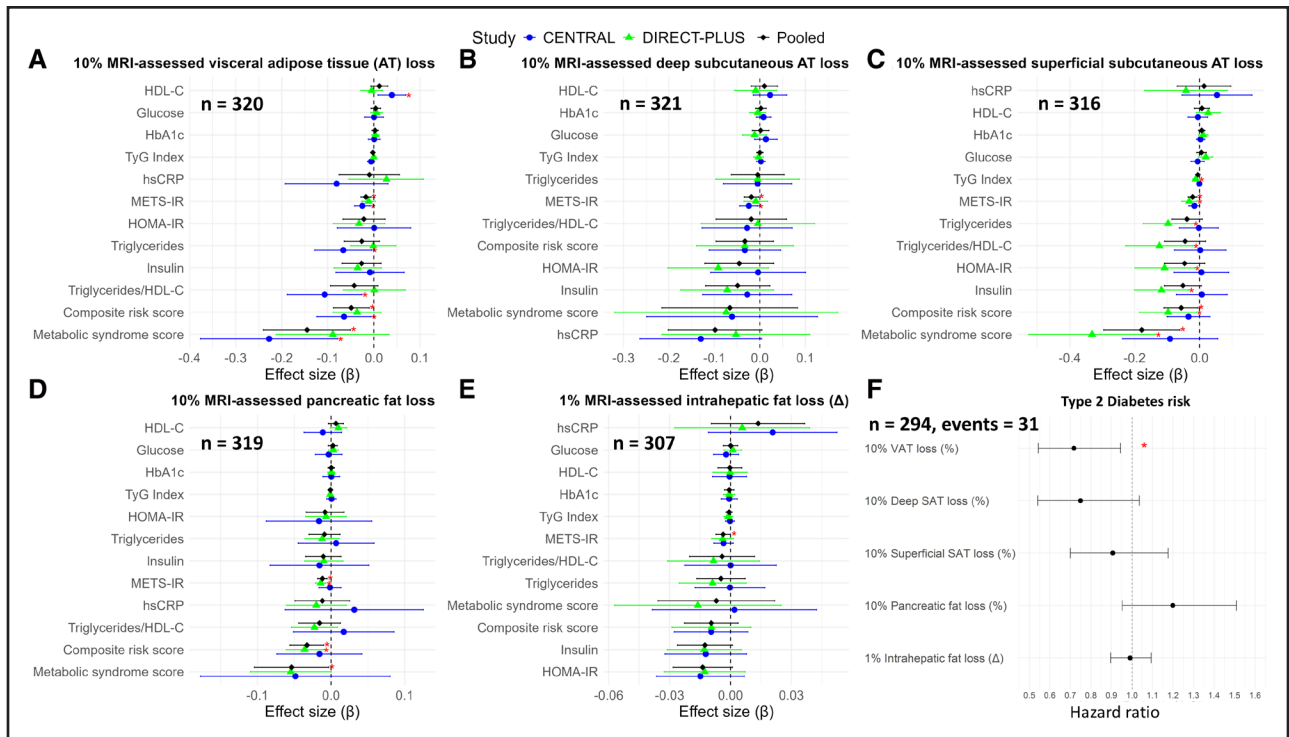 Study CENTRAL DIRECT-PLUS Pooled
A 10% MRI-assessed visceral adipose tissue (AT) loss
n = 320
HDL-C
Glucose
HbA1c
TyG Index
hsCRP
METS-IR
HOMA-IR
Triglycerides
Insulin
Triglycerides/HDL-C
Composite risk score
Metabolic syndrome score
* * * * * * * * *
-0.4 -0.3 -0.2 -0.1 0.0 0.1
Effect size (β)
B 10% MRI-assessed deep subcutaneous AT loss
n = 321
HDL-C
HbA1c
Glucose
TyG Index
Triglycerides
METS-IR
Triglycerides/HDL-C
Composite risk score
HOMA-IR
Insulin
Metabolic syndrome score
hsCRP
* *
-0.3 -0.2 -0.1 0.0
Effect size (β)
C 10% MRI-assessed superficial subcutaneous AT loss
n = 316
hsCRP
HDL-C
HbA1c
Glucose
TyG Index
METS-IR
Triglycerides
Triglycerides/HDL-C
HOMA-IR
Insulin
Composite risk score
Metabolic syndrome score
* * * * * * * * * * *
-0.4 -0.2 0.0
Effect size (β)
D 10% MRI-assessed pancreatic fat loss
n = 319
HDL-C
Glucose
HbA1c
TyG Index
HOMA-IR
Triglycerides
Insulin
METS-IR
hsCRP
Triglycerides/HDL-C
Composite risk score
Metabolic syndrome score
* * * * *
-0.1 0.0 0.1
Effect size (β)
E 1% MRI-assessed intrahepatic fat loss (Δ)
n = 307
hsCRP
Glucose
HDL-C
HbA1c
TyG Index
METS-IR *
Triglycerides/HDL-C
Triglycerides
Metabolic syndrome score
Composite risk score
Insulin
HOMA-IR
-0.06 -0.03 0.00 0.03
Effect size (β)
F Type 2 Diabetes risk
n = 294, events = 31
10% VAT loss (%) *
10% Deep SAT loss (%)
10% Superficial SAT loss (%)
10% Pancreatic fat loss (%)
1% Intrahepatic fat loss (Δ)
0.5 0.6 0.7 0.8 0.9 1.0 1.1 1.2 1.3 1.4 1.5 1.6
Hazard ratio